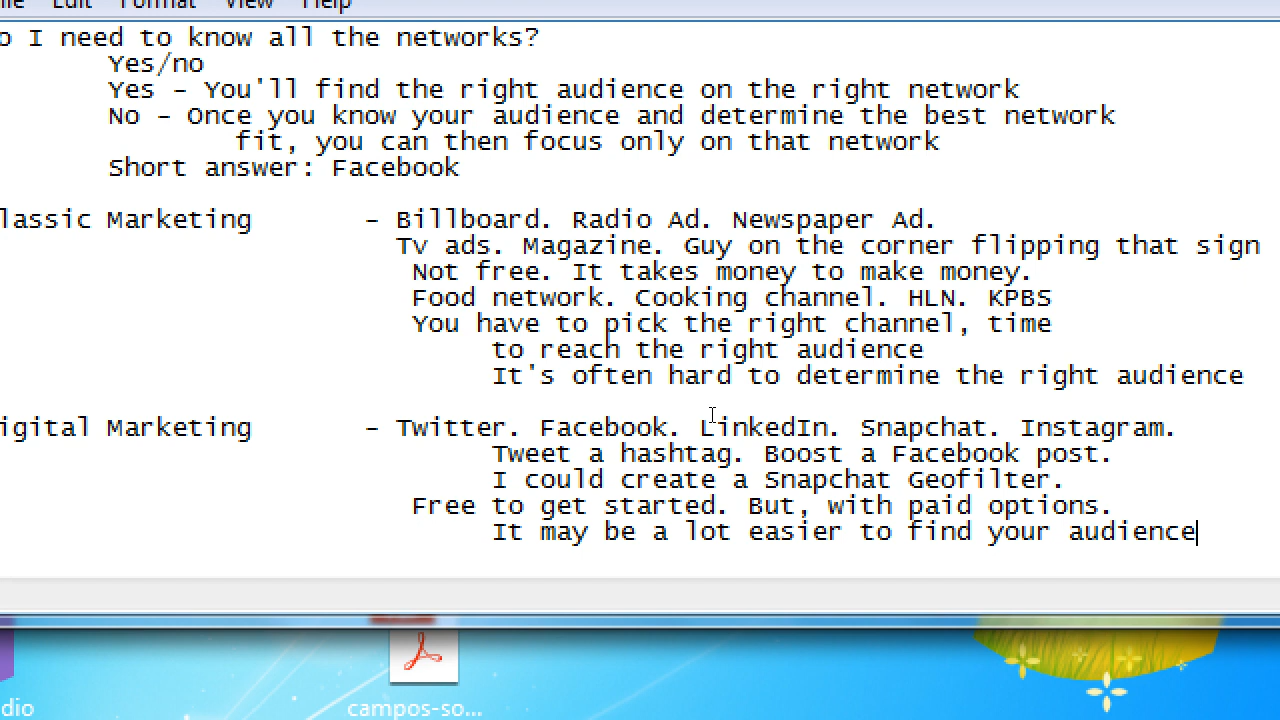 ile Edit Format View Help
o I need to know all the networks?
Yes/no
Yes – You'll find the right audience on the right network
No – Once you know your audience and determine the best network
fit, you can then focus only on that network
Short answer: Facebook
lassic Marketing – Billboard. Radio Ad. Newspaper Ad.
Tv ads. Magazine. Guy on the corner flipping that sign
Not free. It takes money to make money.
Food network. Cooking channel. HLN. KPBS
You have to pick the right channel, time
to reach the right audience
It's often hard to determine the right audience
igital Marketing – Twitter. Facebook. LinkedIn. Snapchat. Instagram.
Tweet a hashtag. Boost a Facebook post.
I could create a Snapchat Geofilter.
Free to get started. But, with paid options.
It may be a lot easier to find your audience
dio campos-so...